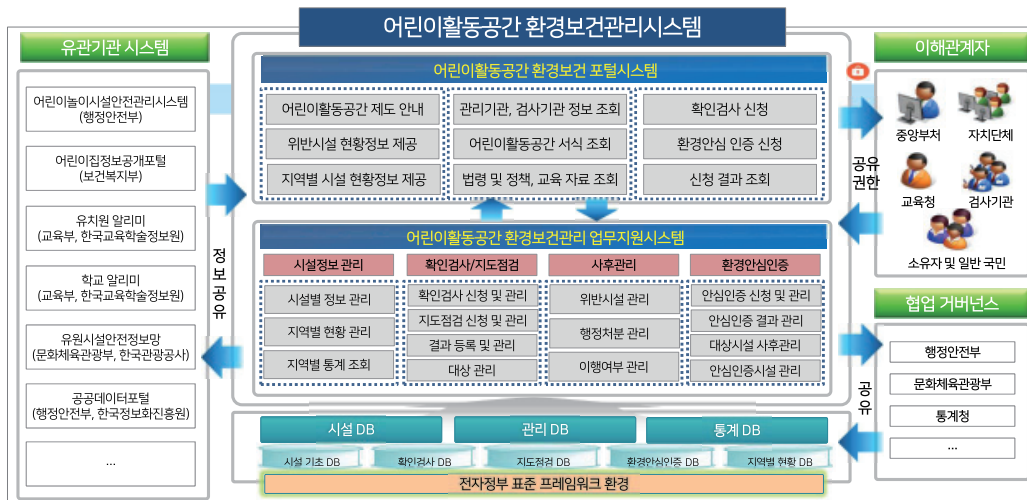 어린이활동공간 환경보건관리시스템
유관기관 시스템
어린이놀이시설안전관리시스템
(행정안전부)
어린이집정보공개포털
(보건복지부)
유치원 알리미
(교육부, 한국교육학술정보원)
학교 알리미
(교육부, 한국교육학술정보원)
유원시설안전정보망
(문화체육관광부, 한국관광공사)
공공데이터포털
(행정안전부, 한국정보화진흥원)
...
정보공유
어린이활동공간 환경보건 포털시스템
어린이활동공간 제도 안내
위반시설 현황정보 제공
지역별 시설 현황정보 제공
관리기관, 검사기관 정보 조회
어린이활동공간 서식 조회
법령 및 정책, 교육 자료 조회
확인검사 신청
환경안심 인증 신청
신청 결과 조회
어린이활동공간 환경보건관리 업무지원시스템
시설정보 관리
시설별 정보 관리
지역별 현황 관리
지역별 통계 조회
확인검사/지도점검
확인검사 신청 및 관리
지도점검 신청 및 관리
결과 등록 및 관리
대상 관리
사후관리
위반시설 관리
행정처분 관리
이행여부 관리
환경안심인증
안심인증 신청 및 관리
안심인증 결과 관리
대상시설 사후관리
안심인증시설 관리
시설 DB
관리 DB
통계 DB
시설 기초 DB
확인검사 DB
지도점검 DB
환경안심인증 DB
지역별 현황 DB
전자정부 표준 프레임워크 환경
공유
권한
이해관계자
중앙부처
자치단체
교육청
검사기관
소유자 및 일반 국민
공유
협업 거버넌스
행정안전부
문화체육관광부
통계청
...